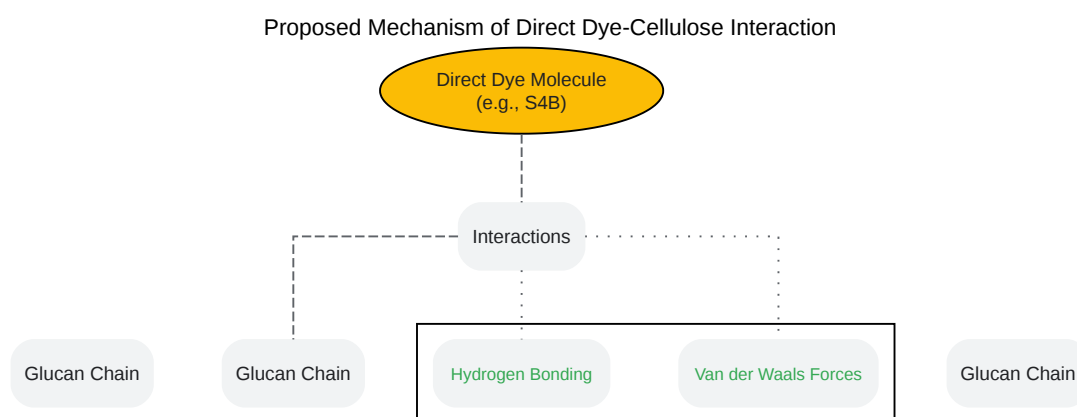 Proposed Mechanism of Direct Dye-Cellulose Interaction
Direct Dye Molecule
(e.g., S4B)
Interactions
Glucan Chain
Glucan Chain
Hydrogen Bonding
Van der Waals Forces
Glucan Chain